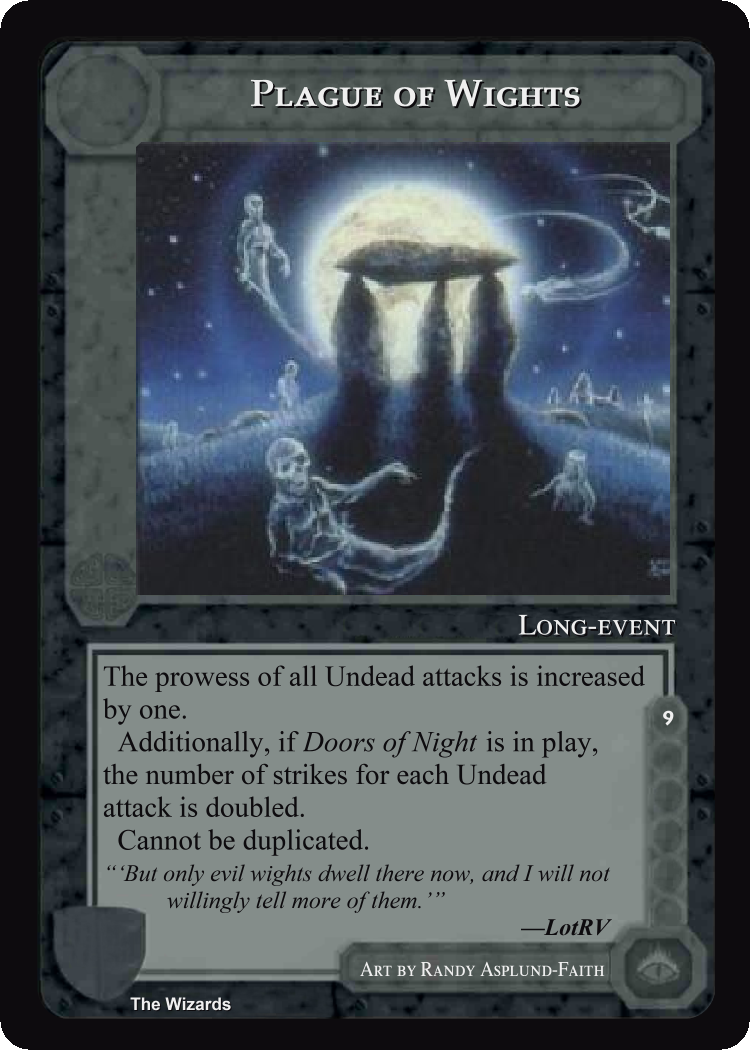 Plague of Wights
Long-event
The prowess of all Undead attacks is increased
by one.
Additionally, if Doors of Night is in play,
the number of strikes for each Undead
attack is doubled.
Cannot be duplicated.
“‘But only evil wights dwell there now, and I will not
willingly tell more of them.’”
—LotRV
9
Art by Randy Asplund-Faith
The Wizards